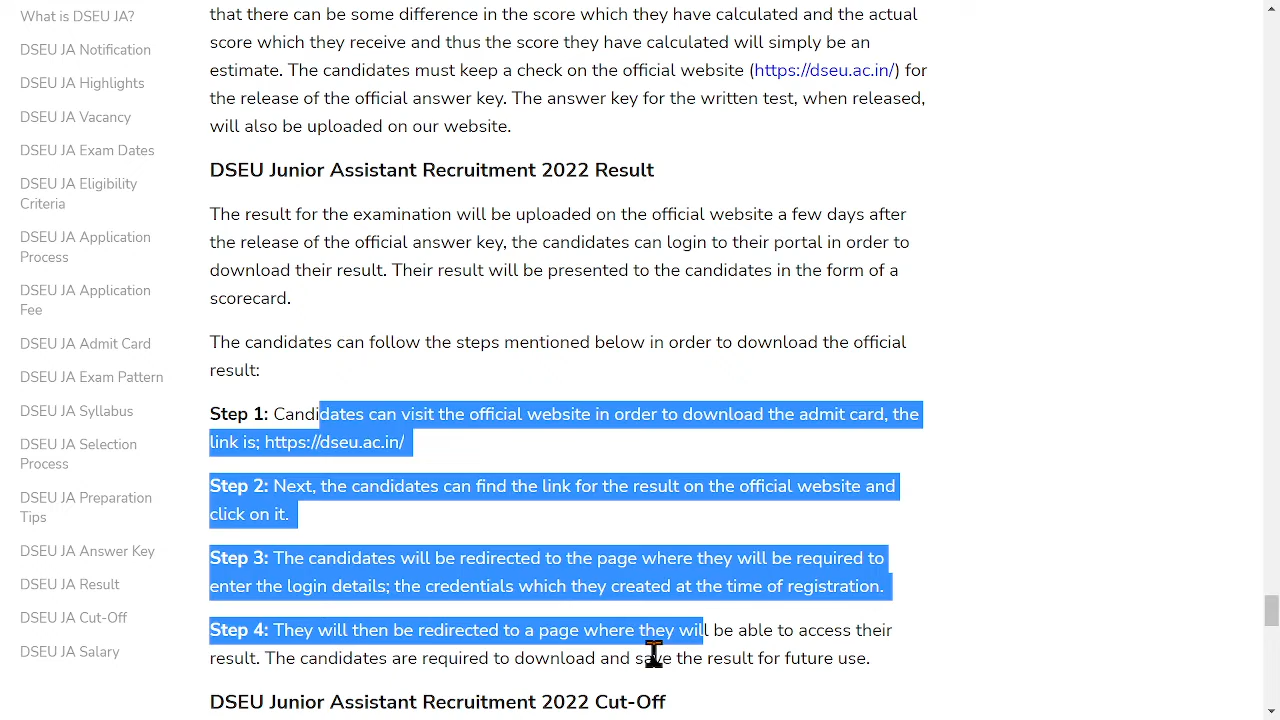 What is DSEU JA?
DSEU JA Notification
DSEU JA Highlights
DSEU JA Vacancy
DSEU JA Exam Dates
DSEU JA Eligibility
Criteria
DSEU JA Application
Process
DSEU JA Application
Fee
DSEU JA Admit Card
DSEU JA Exam Pattern
DSEU JA Syllabus
DSEU JA Selection
Process
DSEU JA Preparation
Tips
DSEU JA Answer Key
DSEU JA Result
DSEU JA Cut-Off
DSEU JA Salary
that there can be some difference in the score which they have calculated and the actual
score which they receive and thus the score they have calculated will simply be an
estimate. The candidates must keep a check on the official website (https://dseu.ac.in/) for
the release of the official answer key. The answer key for the written test, when released,
will also be uploaded on our website.
DSEU Junior Assistant Recruitment 2022 Result
The result for the examination will be uploaded on the official website a few days after
the release of the official answer key, the candidates can login to their portal in order to
download their result. Their result will be presented to the candidates in the form of a
scorecard.
The candidates can follow the steps mentioned below in order to download the official
result:
Step 1: Candidates can visit the official website in order to download the admit card, the
link is; https://dseu.ac.in/
Step 2: Next, the candidates can find the link for the result on the official website and
click on it.
Step 3: The candidates will be redirected to the page where they will be required to
enter the login details; the credentials which they created at the time of registration.
Step 4: They will then be redirected to a page where they will be able to access their
result. The candidates are required to download and save the result for future use.
DSEU Junior Assistant Recruitment 2022 Cut-Off